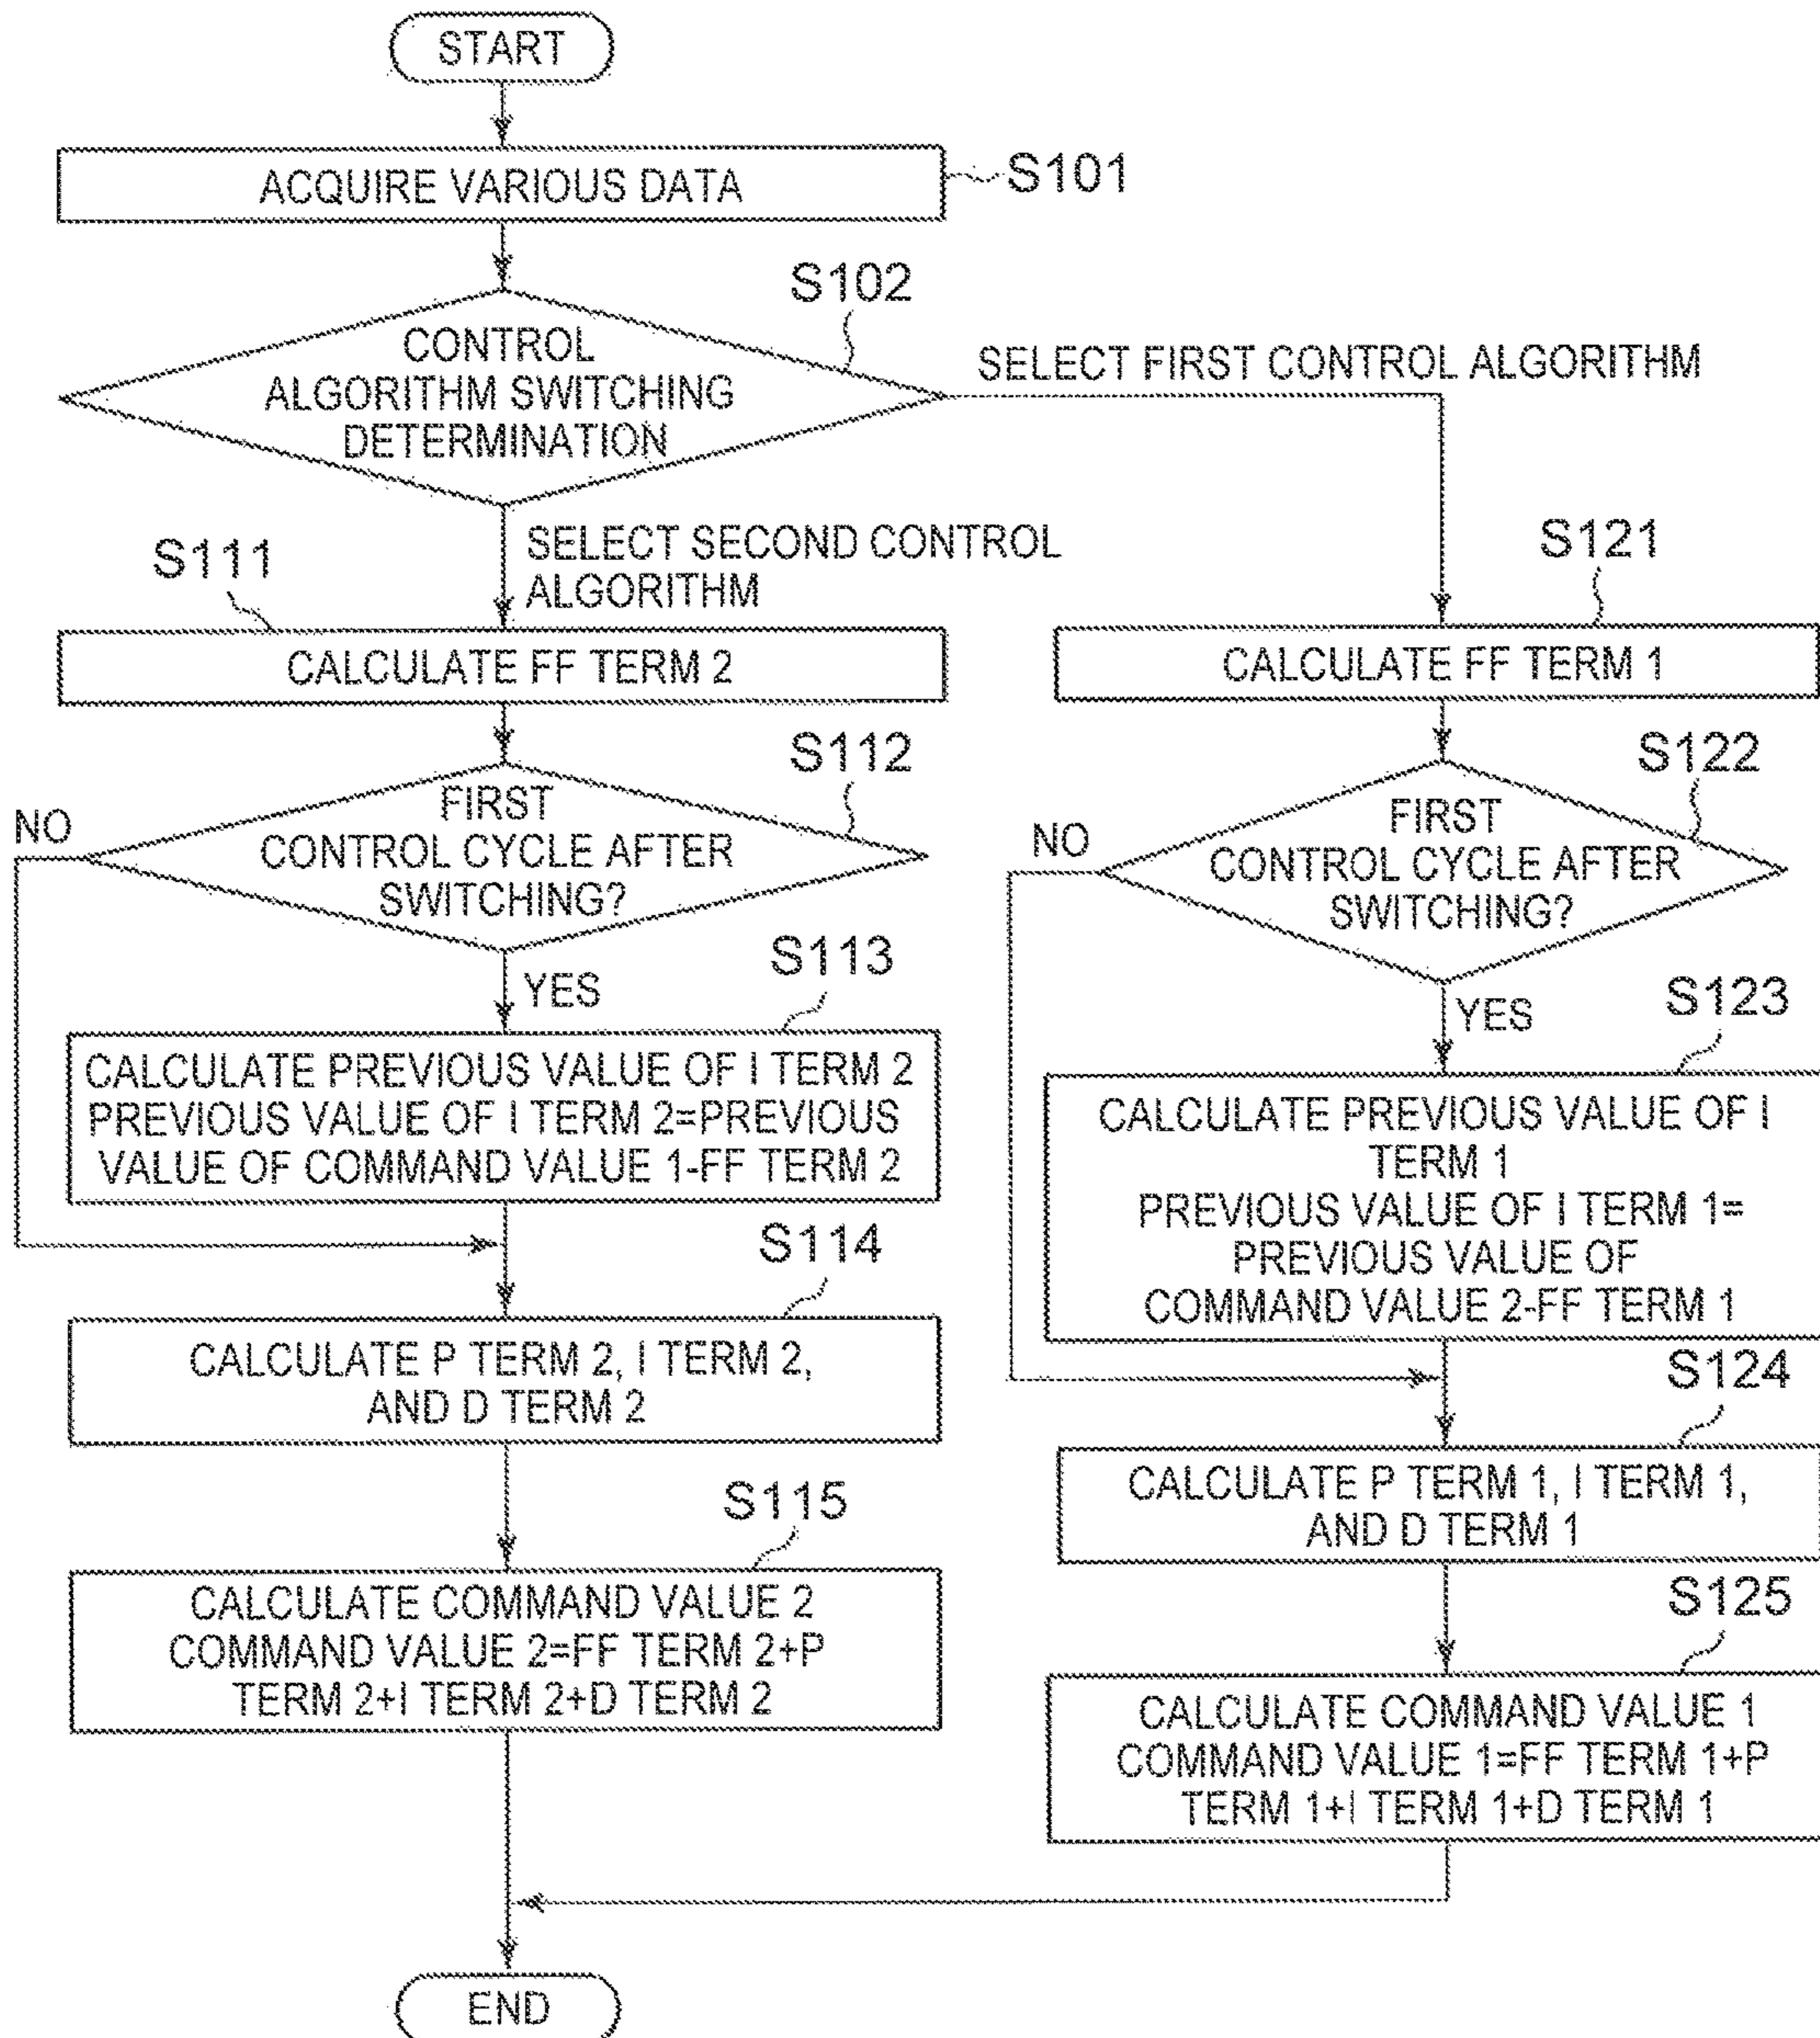 START
ACQUIRE VARIOUS DATA
S101
S102
CONTROL
ALGORITHM SWITCHING
DETERMINATION
SELECT FIRST CONTROL ALGORITHM
SELECT SECOND CONTROL
ALGORITHM
S111
CALCULATE FF TERM 2
S112
FIRST
CONTROL CYCLE AFTER
SWITCHING?
NO
YES
S113
CALCULATE PREVIOUS VALUE OF I TERM 2
PREVIOUS VALUE OF I TERM 2=PREVIOUS
VALUE OF COMMAND VALUE 1-FF TERM 2
S114
CALCULATE P TERM 2, I TERM 2,
AND D TERM 2
S115
CALCULATE COMMAND VALUE 2
COMMAND VALUE 2=FF TERM 2+P
TERM 2+I TERM 2+D TERM 2
S121
CALCULATE FF TERM 1
S122
FIRST
CONTROL CYCLE AFTER
SWITCHING?
NO
YES
S123
CALCULATE PREVIOUS VALUE OF I
TERM 1
PREVIOUS VALUE OF I TERM 1=
PREVIOUS VALUE OF
COMMAND VALUE 2-FF TERM 1
S124
CALCULATE P TERM 1, I TERM 1,
AND D TERM 1
S125
CALCULATE COMMAND VALUE 1
COMMAND VALUE 1=FF TERM 1+P
TERM 1+I TERM 1+D TERM 1
END